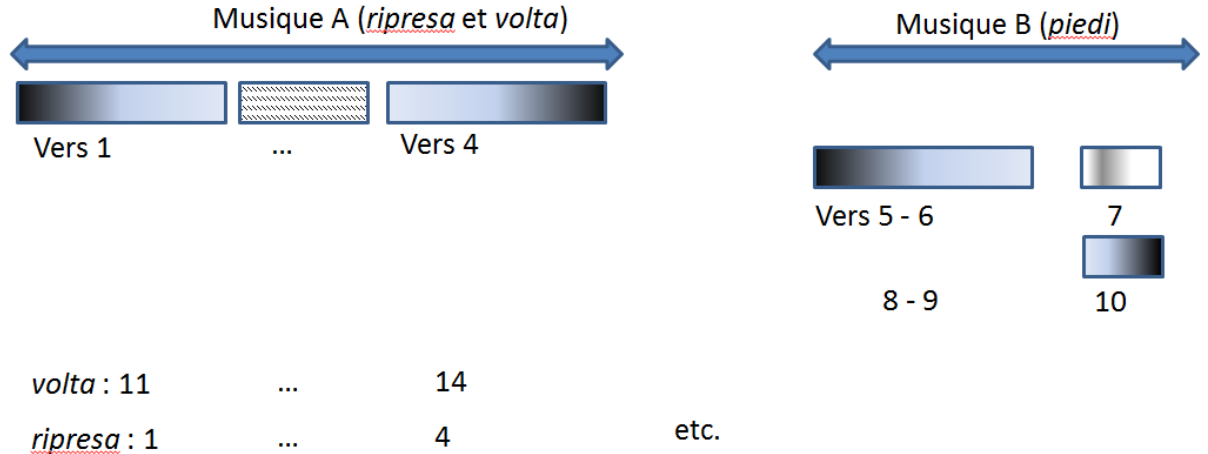 Musique A (ripresa et volta)
Musique B (piedi)
Vers 1 ... Vers 4
Vers 5 - 6 7
8 - 9 10
volta : 11 ... 14
ripresa : 1 ... 4 etc.